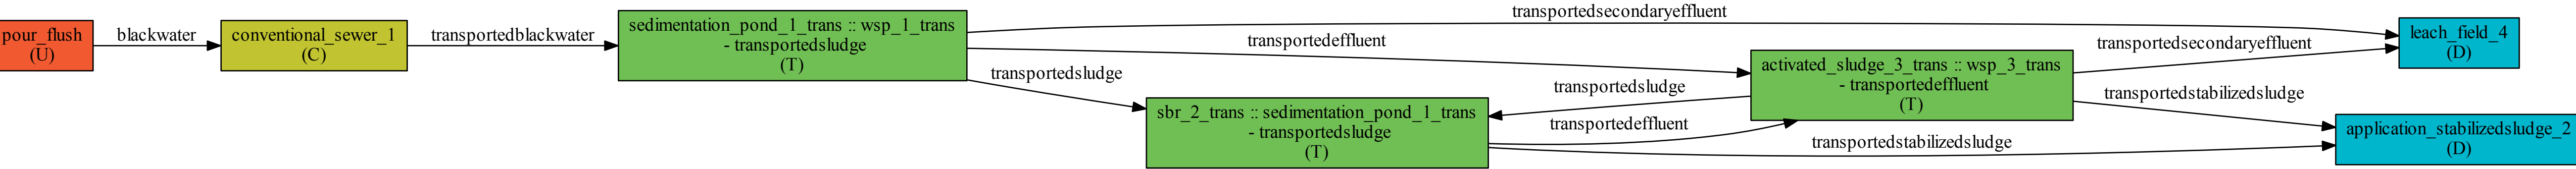 pour_flush
(U)
blackwater
conventional_sewer_1
(C)
transportedblackwater
sedimentation_pond_1_trans :: wsp_1_trans
- transportedsludge
(T)
transportedsecondaryeffluent
transportedeffluent
transportedsludge
sbr_2_trans :: sedimentation_pond_1_trans
- transportedsludge
(T)
transportedsludge
transportedeffluent
transportedstabilizedsludge
activated_sludge_3_trans :: wsp_3_trans
- transportedeffluent
(T)
transportedsecondaryeffluent
transportedstabilizedsludge
leach_field_4
(D)
application_stabilizedsludge_2
(D)